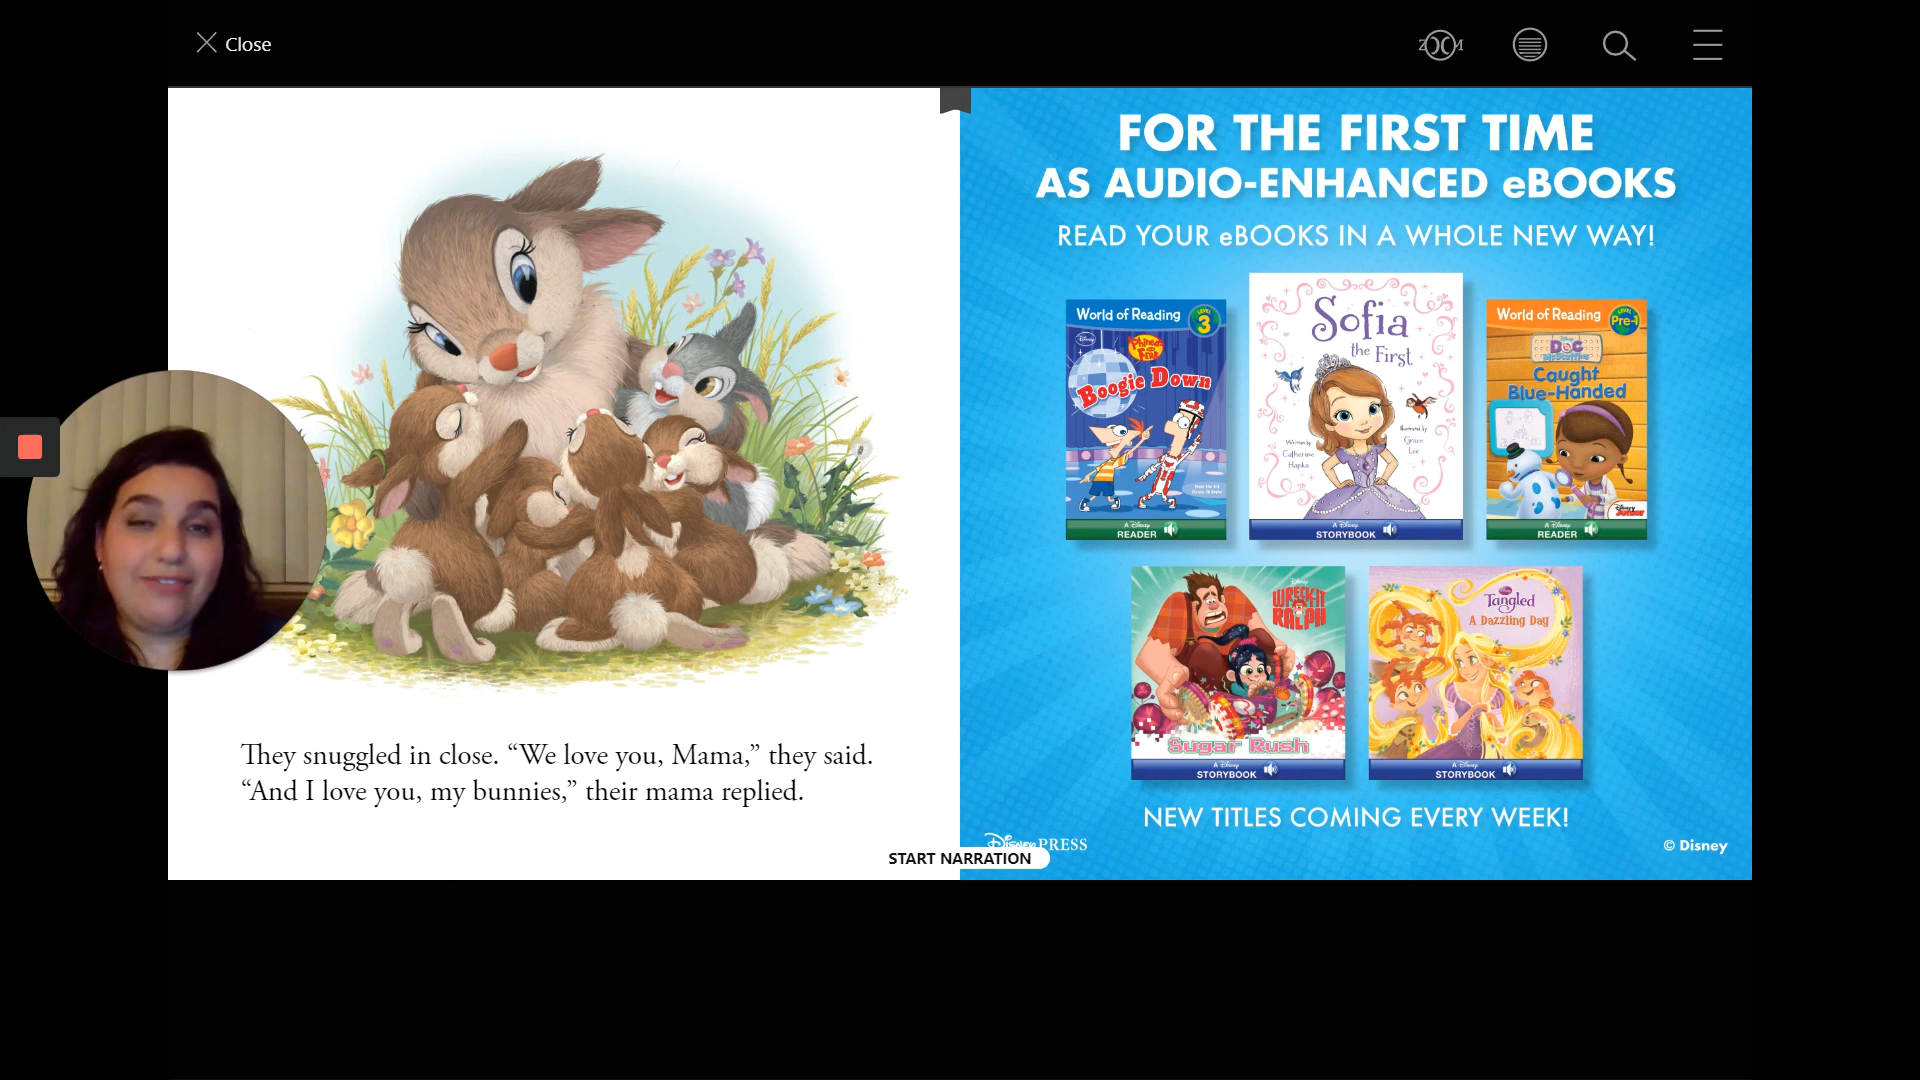 Close
ZOOM
They snuggled in close. “We love you, Mama,” they said.
“And I love you, my bunnies,” their mama replied.
START NARRATION
FOR THE FIRST TIME
AS AUDIO-ENHANCED eBOOKS
READ YOUR eBOOKS IN A WHOLE NEW WAY!
World of Reading
LEVEL
3
Disney
Phineas and Ferb
Boogie Down
A Disney
READER
Sofia
the First
Written by
Catherine
Hapka
Illustrated by
Grace
Lee
A Disney
STORYBOOK
World of Reading
LEVEL
Pre-1
Disney
Doc
McStuffins
Caught
Blue-Handed
Disney
Junior
A Disney
READER
Disney
WRECK-IT
RALPH
Sugar Rush
A Disney
STORYBOOK
Disney
Tangled
A Dazzling Day
A Disney
STORYBOOK
NEW TITLES COMING EVERY WEEK!
Disney PRESS
© Disney